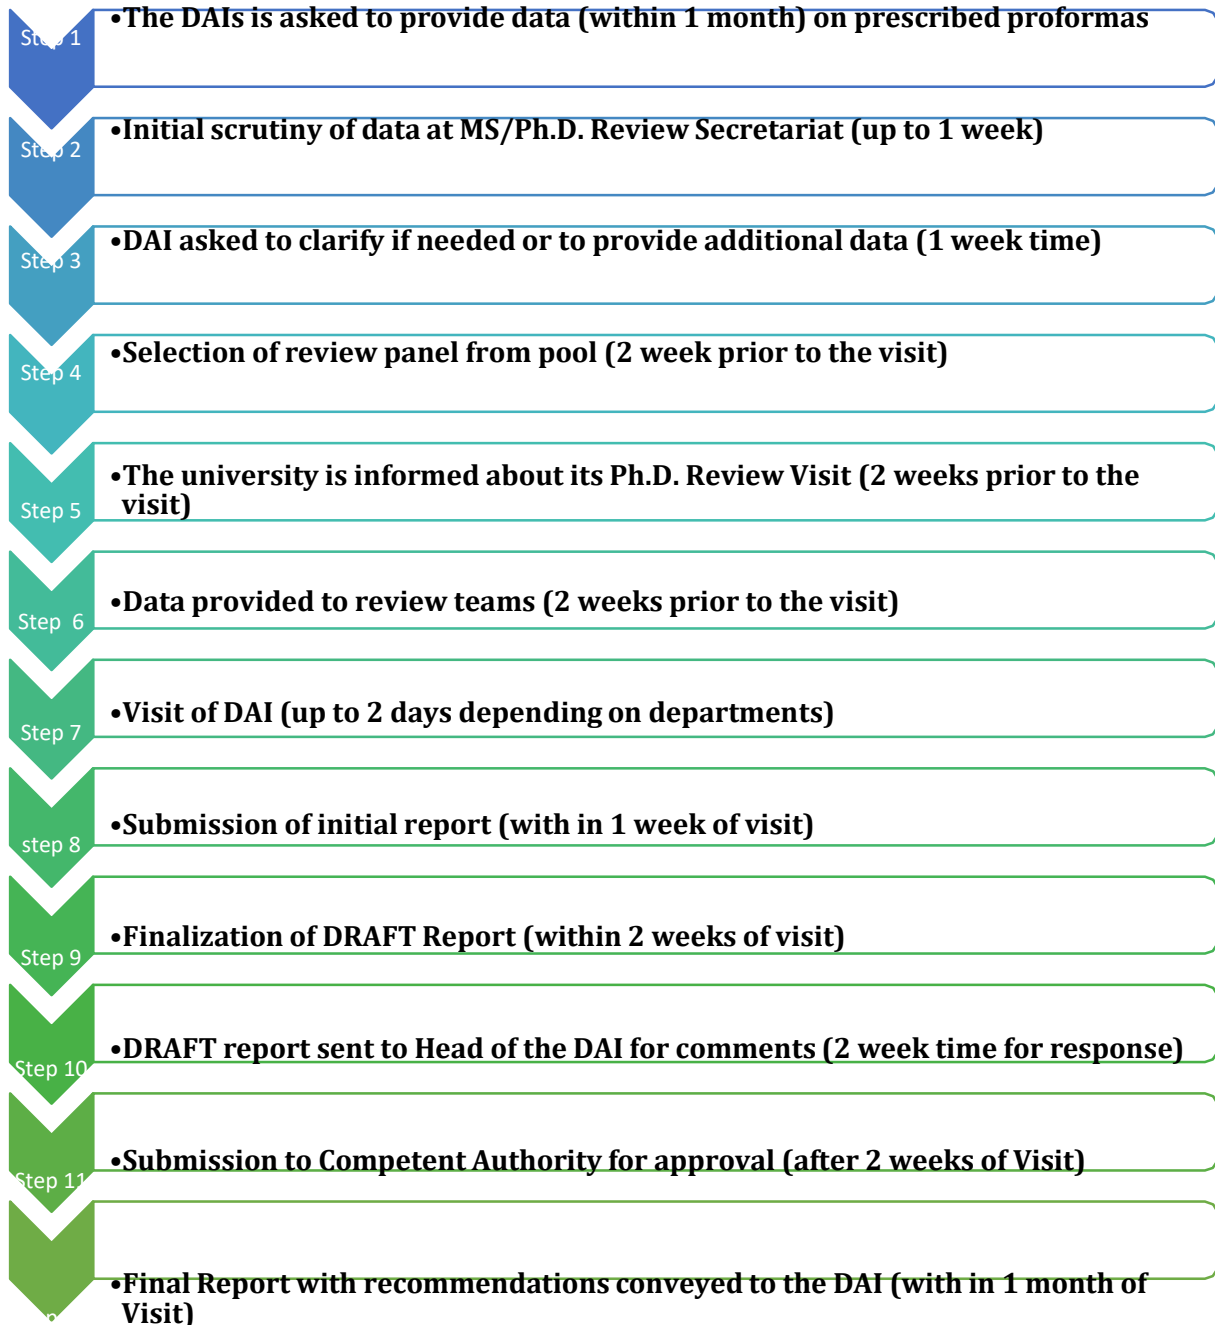 Step 1
•The DAIs is asked to provide data (within 1 month) on prescribed proformas
Step 2
•Initial scrutiny of data at MS/Ph.D. Review Secretariat (up to 1 week)
Step 3
•DAI asked to clarify if needed or to provide additional data (1 week time)
Step 4
•Selection of review panel from pool (2 week prior to the visit)
Step 5
•The university is informed about its Ph.D. Review Visit (2 weeks prior to the
visit)
Step 6
•Data provided to review teams (2 weeks prior to the visit)
Step 7
•Visit of DAI (up to 2 days depending on departments)
step 8
•Submission of initial report (with in 1 week of visit)
Step 9
•Finalization of DRAFT Report (within 2 weeks of visit)
Step 10
•DRAFT report sent to Head of the DAI for comments (2 week time for response)
Step 11
•Submission to Competent Authority for approval (after 2 weeks of Visit)
•Final Report with recommendations conveyed to the DAI (with in 1 month of
Visit)